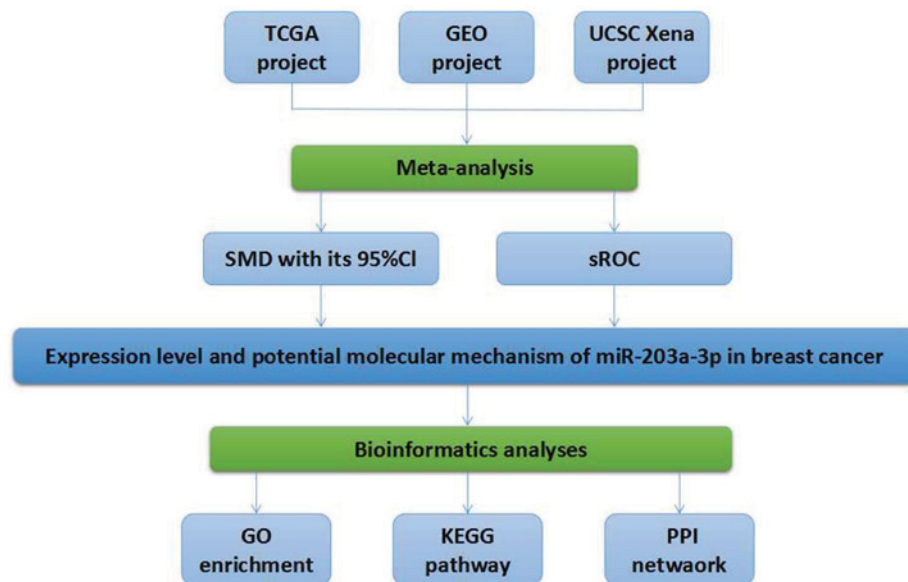 TCGA
project
GEO
project
UCSC Xena
project
Meta-analysis
SMD with its 95%Cl
sROC
Expression level and potential molecular mechanism of miR-203a-3p in breast cancer
Bioinformatics analyses
GO
enrichment
KEGG
pathway
PPI
netwaork